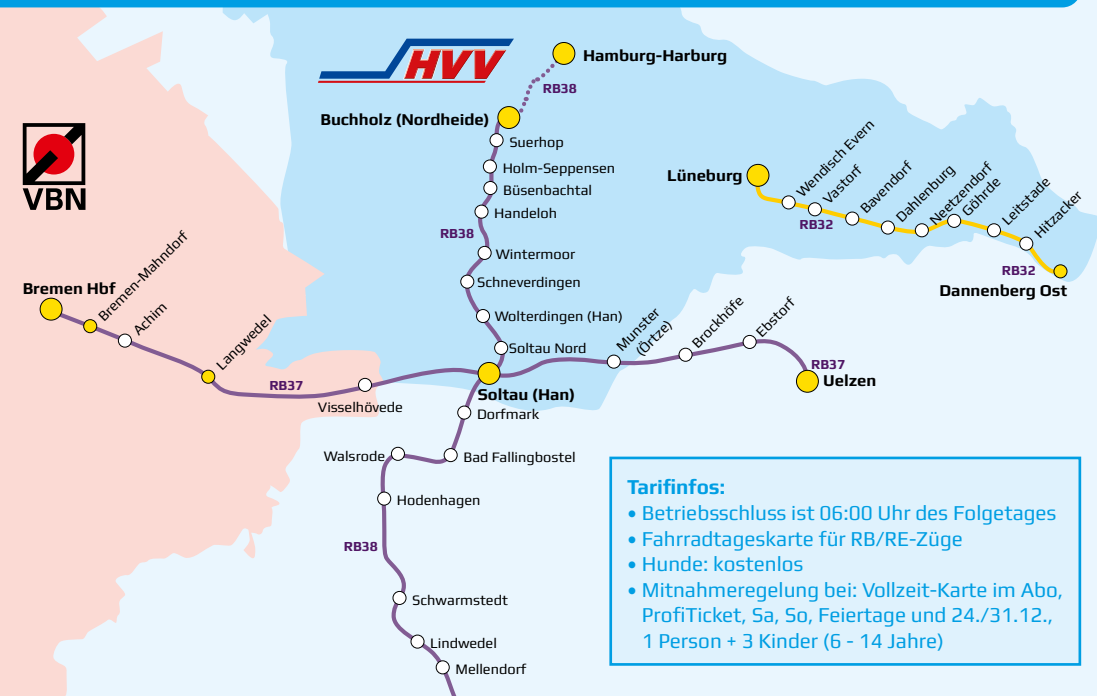 HVV
Hamburg-Harburg
RB38
Buchholz (Nordheide)
Suerhop
Holm-Seppensen
Büsenbachtal
Handeloh
RB38
Wintermoor
Schneverdingen
Wolterdingen (Han)
Soltau Nord
Soltau (Han)
VBN
Bremen Hbf
Bremen-Mahndorf
Achim
Langwedel
RB37
Visselhövede
Munster
(Örtze)
Brockhöfe
Ebstorf
RB37
Uelzen
Lüneburg
Wendisch Evern
Vastorf
RB32
Bavendorf
Dahlenburg
Neetzendorf
Göhrde
Leitstade
Hitzacker
RB32
Dannenberg Ost
Dorfmark
Walsrode
Bad Fallingbostel
Hodenhagen
RB38
Schwarmstedt
Lindwedel
Mellendorf
Tarifinfos:
• Betriebsschluss ist 06:00 Uhr des Folgetages
• Fahrradtageskarte für RB/RE-Züge
• Hunde: kostenlos
• Mitnahmeregelung bei: Vollzeit-Karte im Abo,
ProfiTicket, Sa, So, Feiertage und 24./31.12.,
1 Person + 3 Kinder (6 - 14 Jahre)